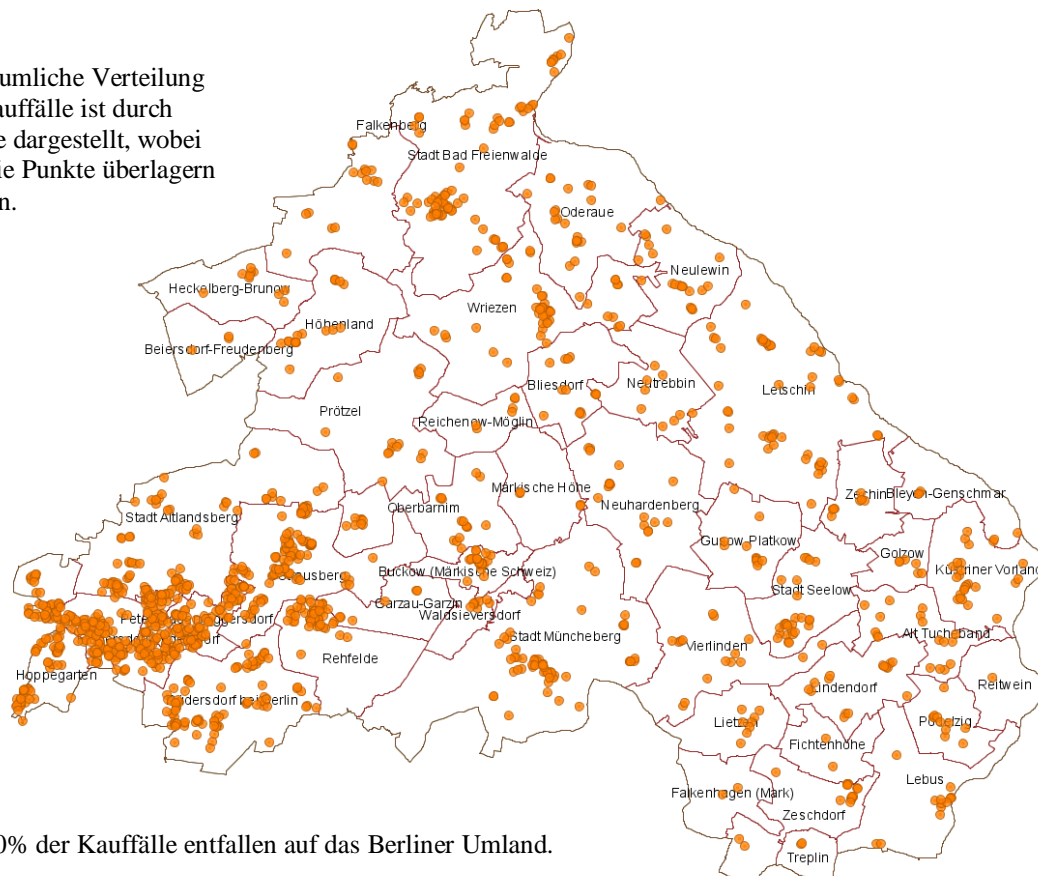 umliche Verteilung
auffälle ist durch
e dargestellt, wobei
ie Punkte überlagern
n.
Falkenberg
Stadt Bad Freienwalde
Oderaue
Neulewin
Heckelberg-Brunow
Wriezen
Höhenland
Beiersdorf-Freudenberg
Bliesdorf
Neutrebbin
Letschin
Prötzel
Reichenow-Möglin
Märkische Höhe
Zechin
Bleyen-Genschmar
Oberbarnim
Neuhardenberg
Stadt Altlandsberg
Gusow-Platkow
Golzow
Küstriner Vorland
Buckow (Märkische Schweiz)
Stadt Seelow
Garzau-Garzin
Waldsieversdorf
Alt Tucheband
Stadt Müncheberg
Vierlinden
Rehfelde
Hoppegarten
Lindendorf
Reitwein
Rüdersdorf bei Berlin
Lietzen
Podelzig
Fichtenhöhe
Lebus
Falkenhagen (Mark)
Zeschdorf
0% der Kauffälle entfallen auf das Berliner Umland.
Treplin